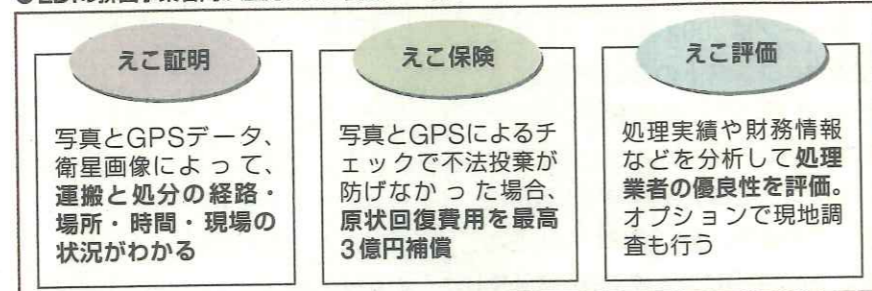 えこ証明
写真とGPSデータ、
衛星画像によって、
運搬と処分の経路・
場所・時間・現場の
状況がわかる
えこ保険
写真とGPSによるチ
ェックで不法投棄が
防げなかった場合、
原状回復費用を最高
3億円補償
えこ評価
処理実績や財務情報
などを分析して処理
業者の優良性を評価。
オプションで現地調
査も行う